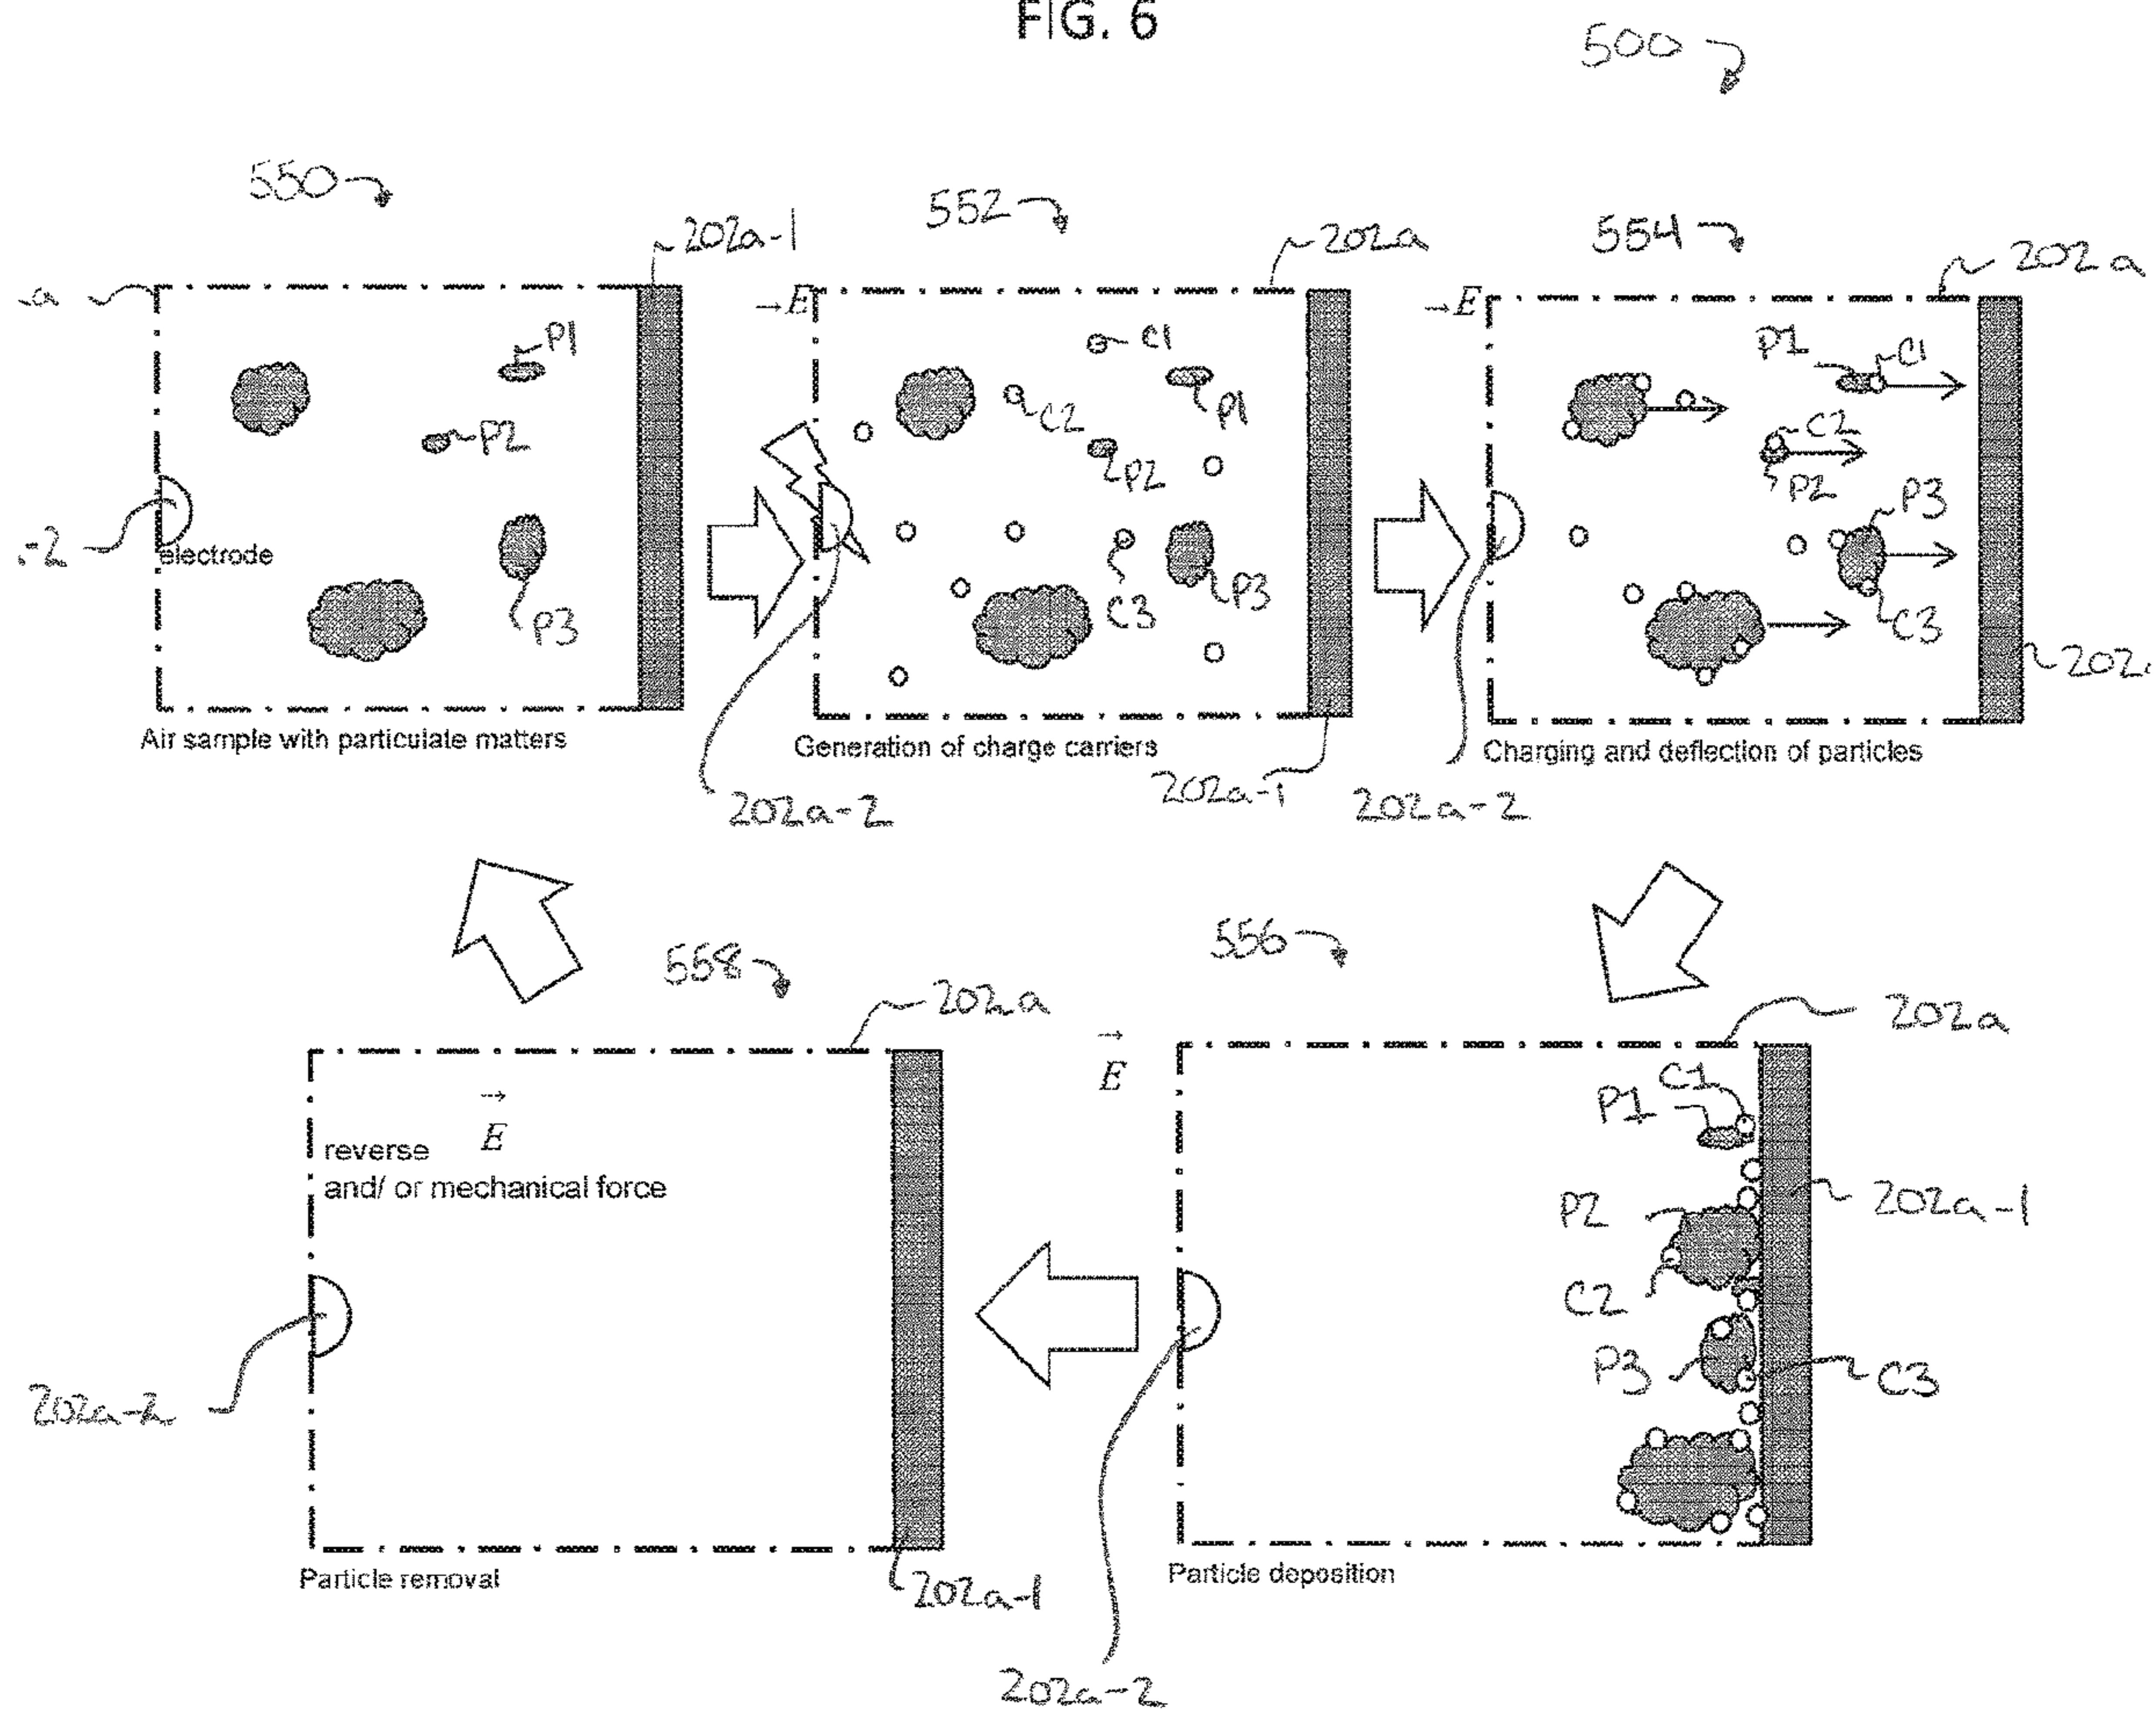 FIG. 6
500
550
552
554
202a-1
202a
202a
-a
→E
→E
P1
C1
P1
C1
P1
C2
C2
P2
P2
P2
P3
-2
electrode
P3
C3
P3
C3
202
Air sample with particulate matters
Generation of charge carriers
Charging and deflection of particles
202a-2
202a-1
202a-2
558
556
202a
202a
→
E
→
E
reverse
and/ or mechanical force
C1
P1
P2
202a-1
C2
P3
C3
202a-2
Particle removal
202a-1
Particle deposition
202a-2